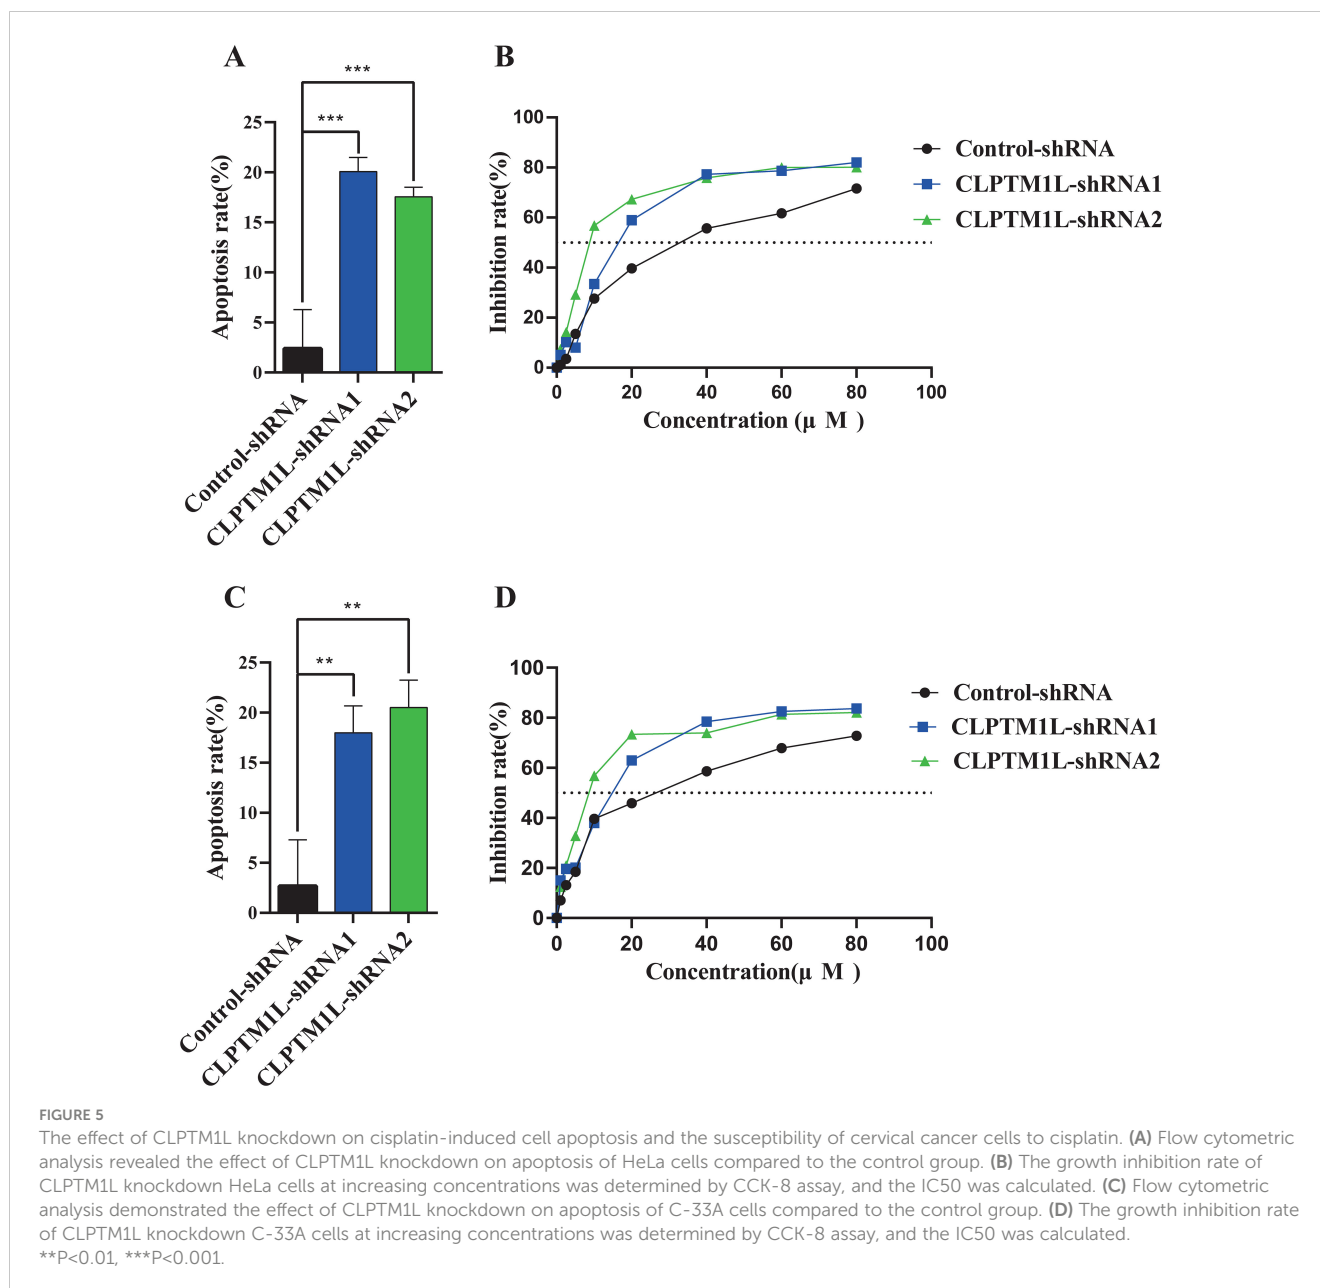 A
***
***
25
20
15
10
5
0
Apoptosis rate(%)
Control-shRNA
CLPTM1L-shRNA1
CLPTM1L-shRNA2
B
100
80
60
40
20
0
Inhibition rate(%)
0 20 40 60 80 100
Concentration (μ M )
Control-shRNA
CLPTM1L-shRNA1
CLPTM1L-shRNA2
C
**
**
25
20
15
10
5
0
Apoptosis rate(%)
Control-shRNA
CLPTM1L-shRNA1
CLPTM1L-shRNA2
D
100
80
60
40
20
0
Inhibition rate(%)
0 20 40 60 80 100
Concentration(μ M )
Control-shRNA
CLPTM1L-shRNA1
CLPTM1L-shRNA2
FIGURE 5
The effect of CLPTM1L knockdown on cisplatin-induced cell apoptosis and the susceptibility of cervical cancer cells to cisplatin. (A) Flow cytometric
analysis revealed the effect of CLPTM1L knockdown on apoptosis of HeLa cells compared to the control group. (B) The growth inhibition rate of
CLPTM1L knockdown HeLa cells at increasing concentrations was determined by CCK-8 assay, and the IC50 was calculated. (C) Flow cytometric
analysis demonstrated the effect of CLPTM1L knockdown on apoptosis of C-33A cells compared to the control group. (D) The growth inhibition rate
of CLPTM1L knockdown C-33A cells at increasing concentrations was determined by CCK-8 assay, and the IC50 was calculated.
**P<0.01, ***P<0.001.